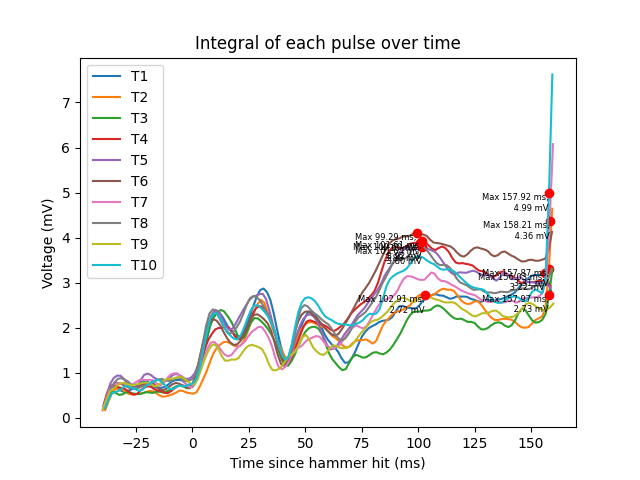 Integral of each pulse over time
Voltage (mV)
7
6
5
4
3
2
1
0
T1
T2
T3
T4
T5
T6
T7
T8
T9
T10
Max 157.92 ms,
4.99 mV
Max 158.21 ms,
4.36 mV
Max 99.29 ms,
Max 102.91 ms,
2.72 mV
Max 157.87 ms,
Max 157.97 ms,
2.73 mV
−25
0
25
50
75
100
125
150
Time since hammer hit (ms)